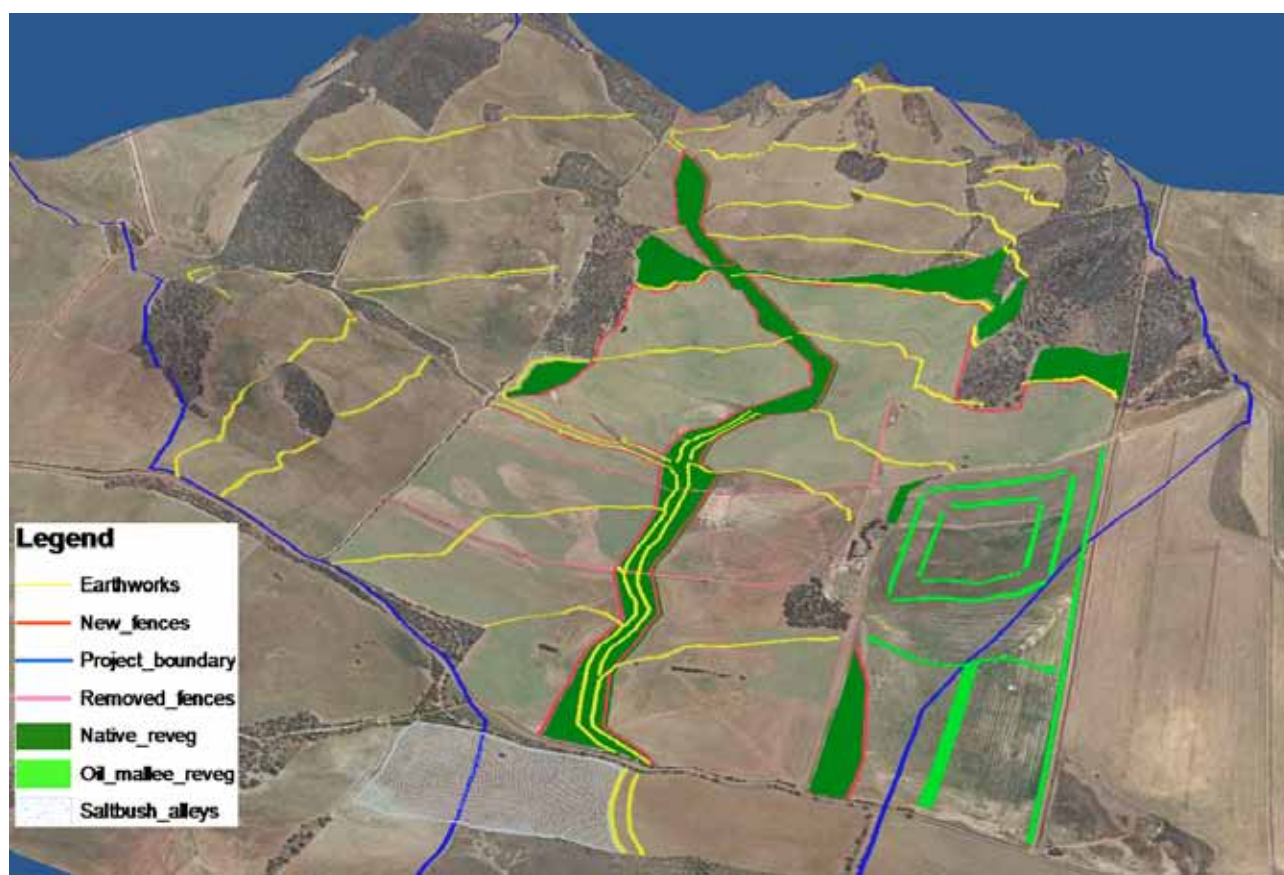 Legend
Earthworks
New_fences
Project_boundary
Removed_fences
Native_reveg
Oil_mallee_reveg
Saltbush_alleys